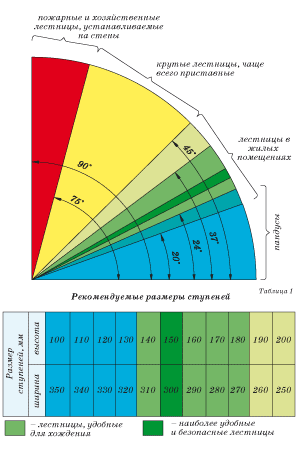 пожарные и хозяйственные
лестницы, устанавливаемые
на стены
крутые лестницы, чаще
всего приставные
лестницы в
жилых
помещениях
пандусы
90°
75°
45°
37°
24°
20°
Таблица 1
Рекомендуемые размеры ступеней
Размер ступеней, мм
высота 100 110 120 130 140 150 160 170 180 190 200
ширина 350 340 330 320 310 300 290 280 270 260 250
– лестницы, удобные
для хождения
– наиболее удобные
и безопасные лестницы